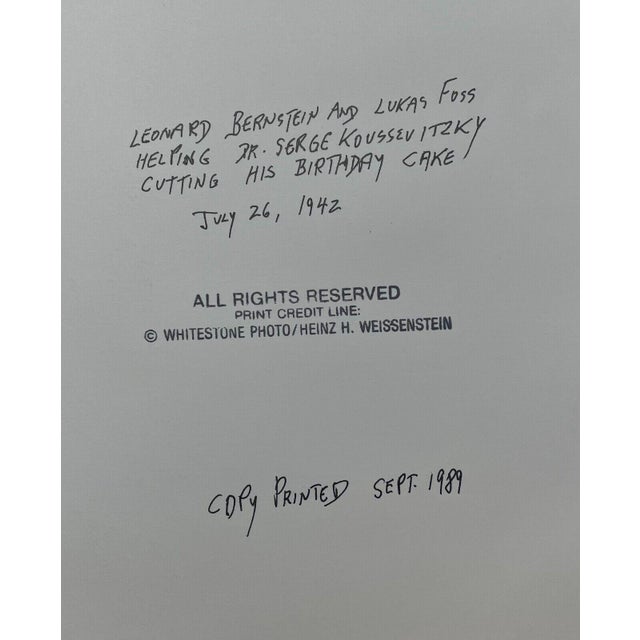 LEONARD BERNSTEIN AND LUKAS FOSS
HELPING DR. SERGE KOUSSEVITZKY
CUTTING HIS BIRTHDAY CAKE
JULY 26, 1942
ALL RIGHTS RESERVED
PRINT CREDIT LINE:
© WHITESTONE PHOTO/HEINZ H. WEISSENSTEIN
COPY PRINTED SEPT. 1989